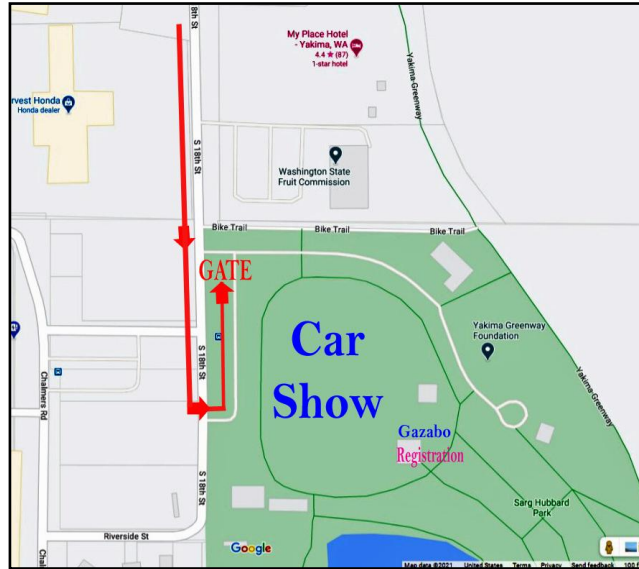 8th St
My Place Hotel
- Yakima, WA
4.4 ★ (87)
1-star hotel
Yakima Greenway
rvest Honda
Honda dealer
S 18th St
Washington State
Fruit Commission
Bike Trail
Bike Trail
Bike Trail
GATE
Car
Show
Yakima Greenway
Foundation
S 18th St
Chalmers Rd
Yakima Greenway
Gazabo
Registration
S 18th St
Sarg Hubbard
Park
Riverside St
Chal
Google
Map data ©2021
United States
Terms
Privacy
Send feedback
100